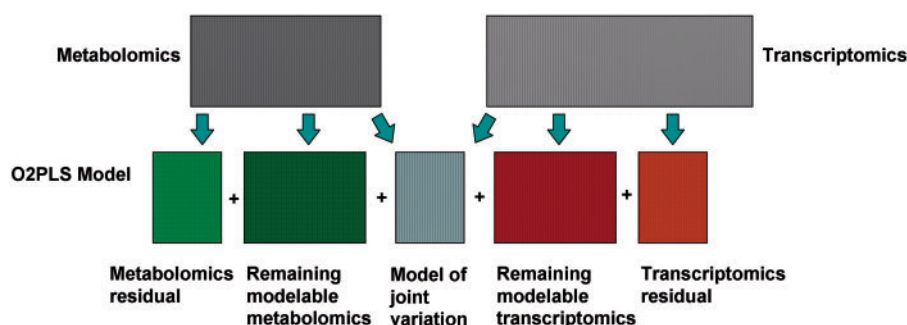 Metabolomics
Transcriptomics
O2PLS Model
+ + + +
Metabolomics residual
Remaining modelable metabolomics
Model of joint variation
Remaining modelable transcriptomics
Transcriptomics residual